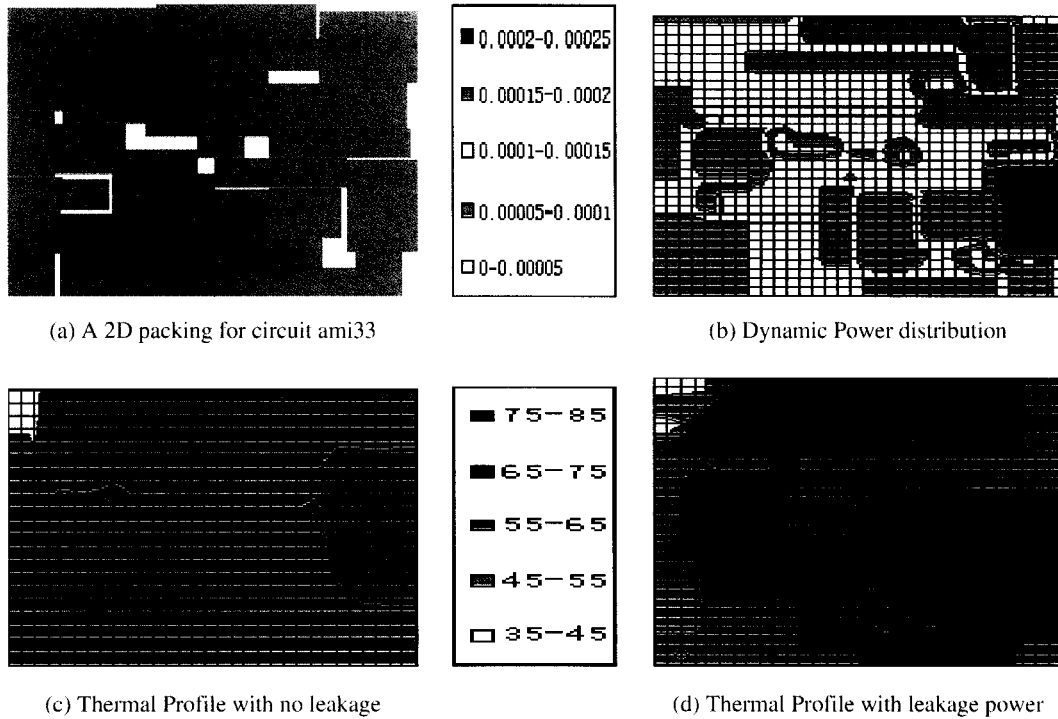 0.0002-0.00025
0.00015-0.0002
0.0001-0.00015
0.00005-0.0001
0-0.00005
(a) A 2D packing for circuit ami33
(b) Dynamic Power distribution
75-85
65-75
55-65
45-55
35-45
(c) Thermal Profile with no leakage
(d) Thermal Profile with leakage power